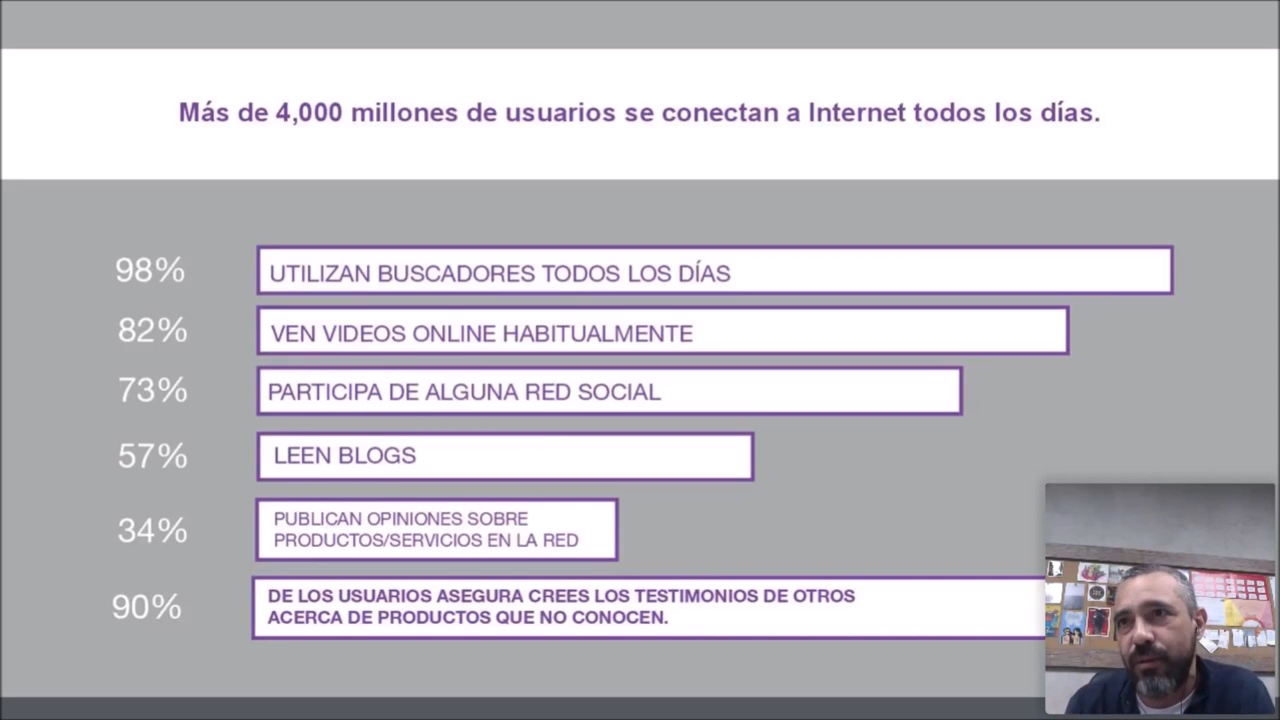 Más de 4,000 millones de usuarios se conectan a Internet todos los días.
98%
UTILIZAN BUSCADORES TODOS LOS DÍAS
82%
VEN VIDEOS ONLINE HABITUALMENTE
73%
PARTICIPA DE ALGUNA RED SOCIAL
57%
LEEN BLOGS
34%
PUBLICAN OPINIONES SOBRE
PRODUCTOS/SERVICIOS EN LA RED
90%
DE LOS USUARIOS ASEGURA CREES LOS TESTIMONIOS DE OTROS
ACERCA DE PRODUCTOS QUE NO CONOCEN.